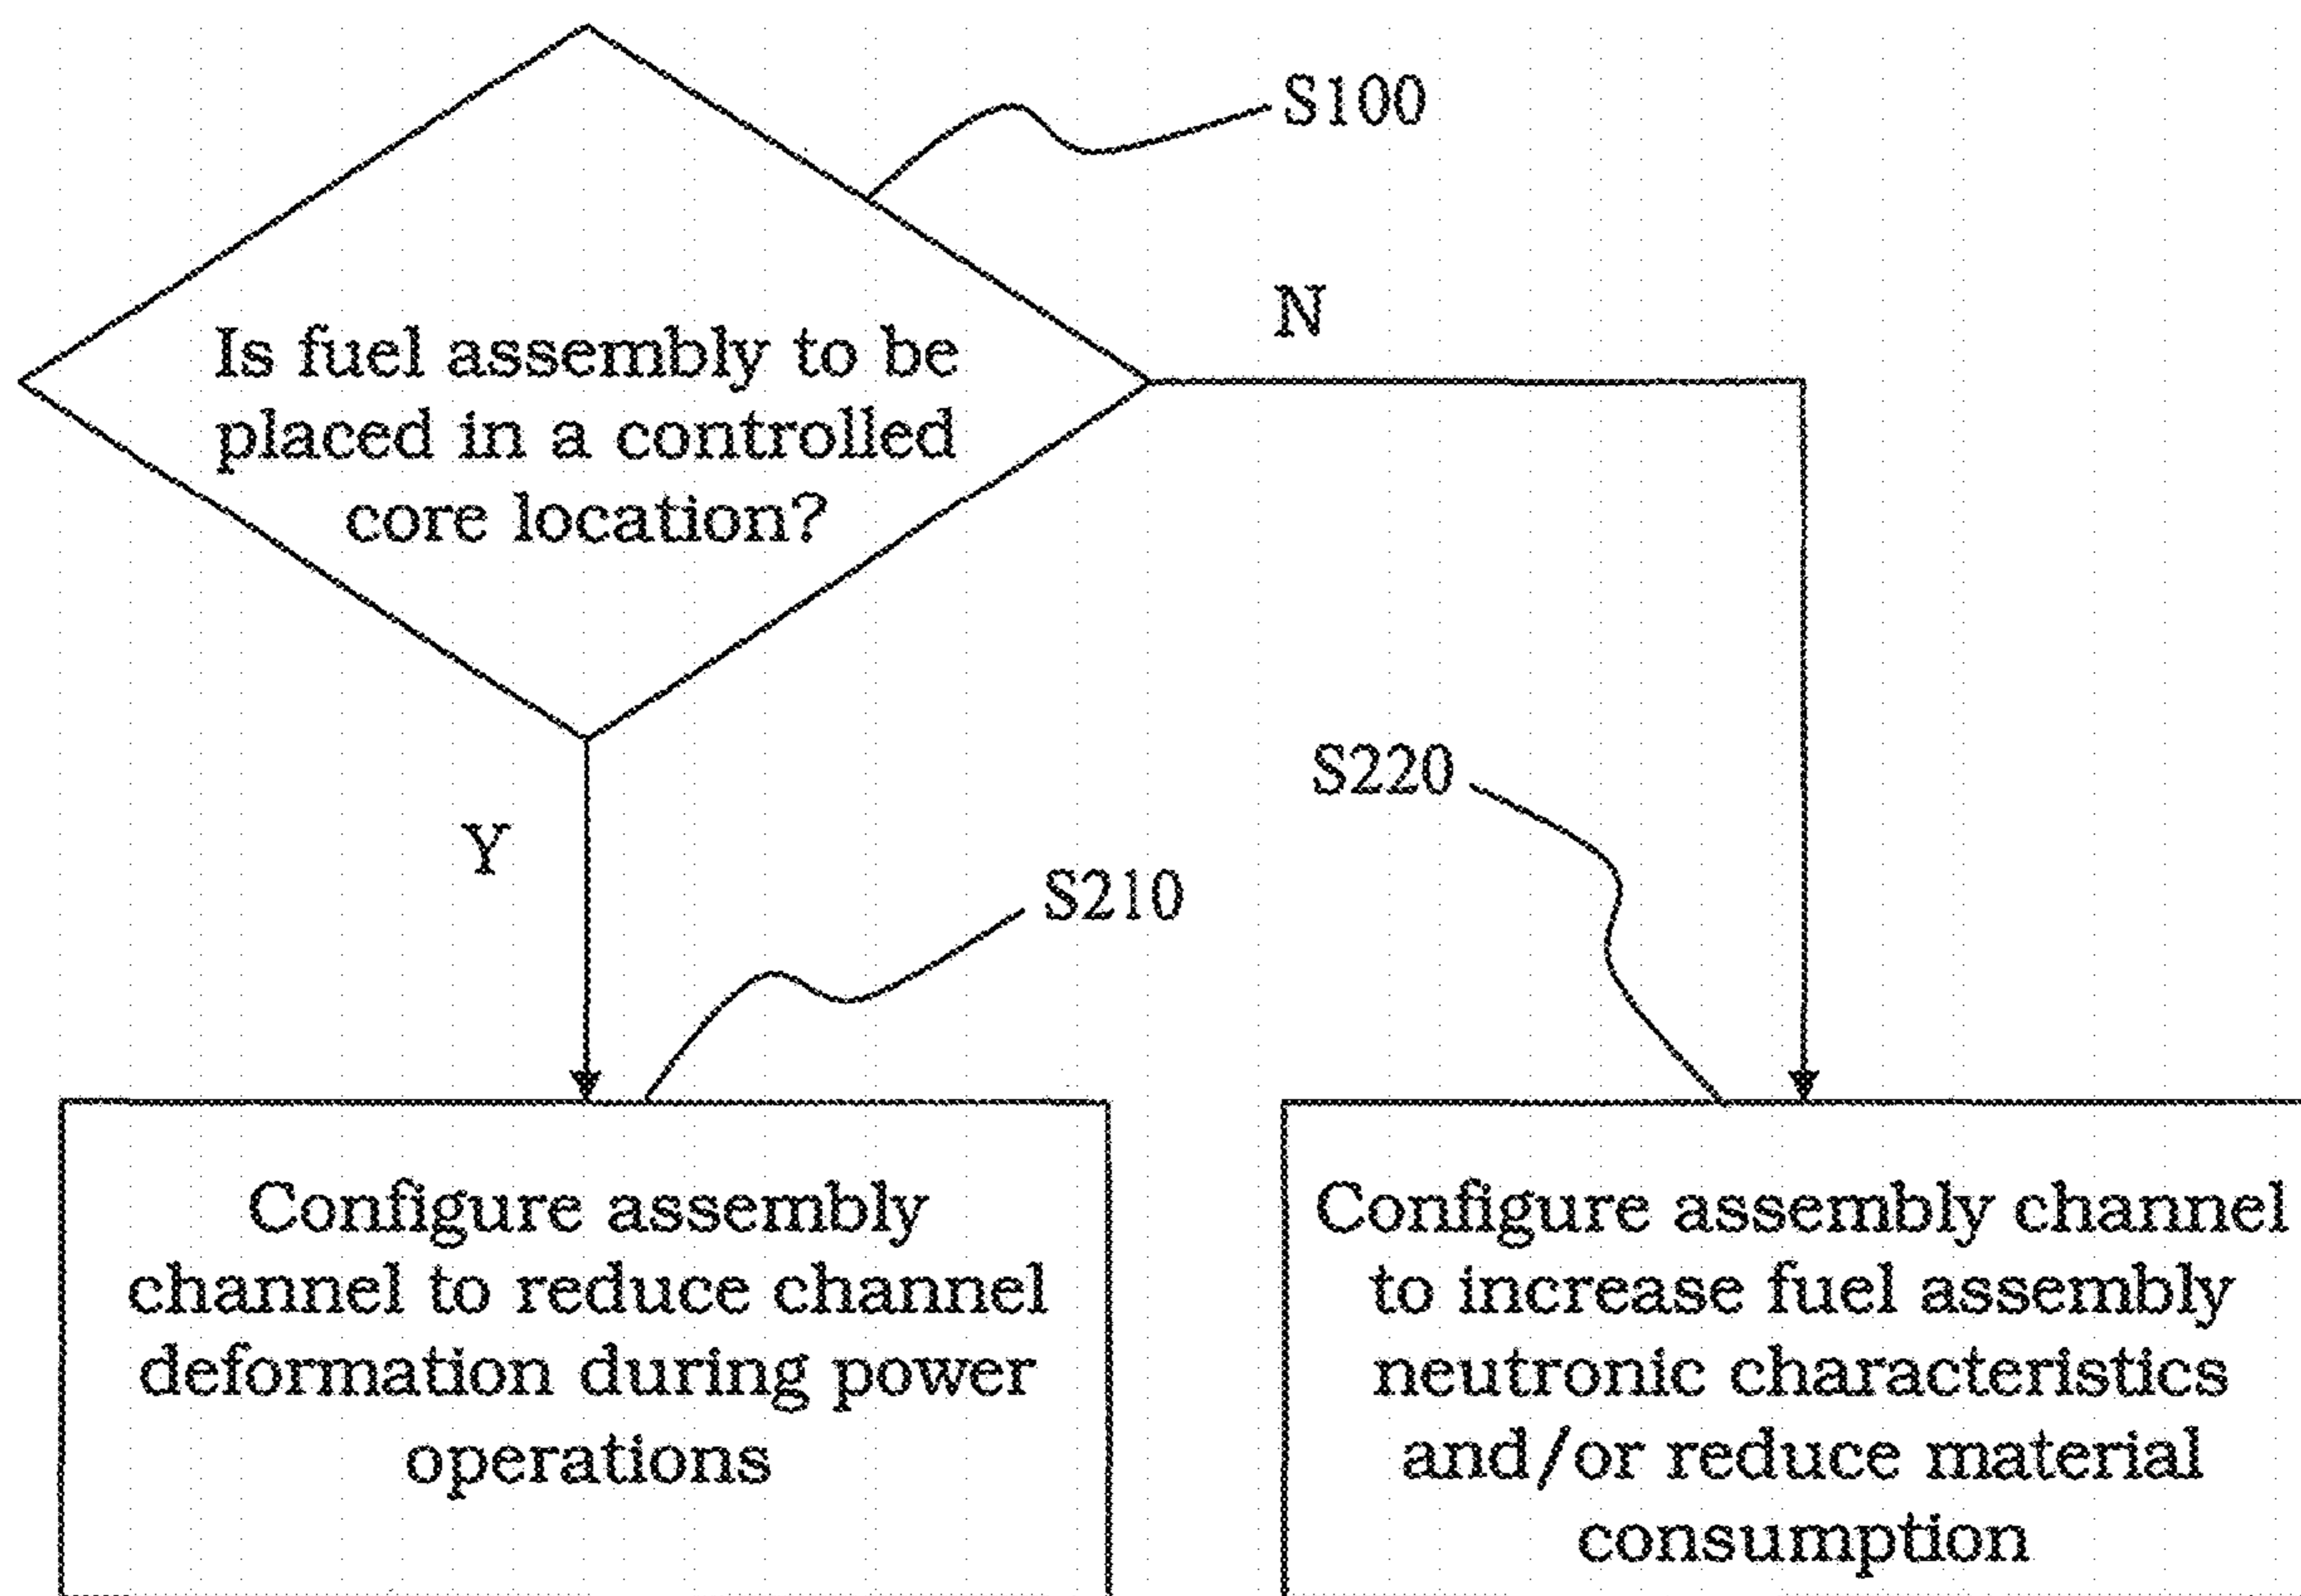 S100
N
Is fuel assembly to be
placed in a controlled
core location?
S220
Y
S210
Configure assembly
channel to reduce channel
deformation during power
operations
Configure assembly channel
to increase fuel assembly
neutronic characteristics
and/or reduce material
consumption